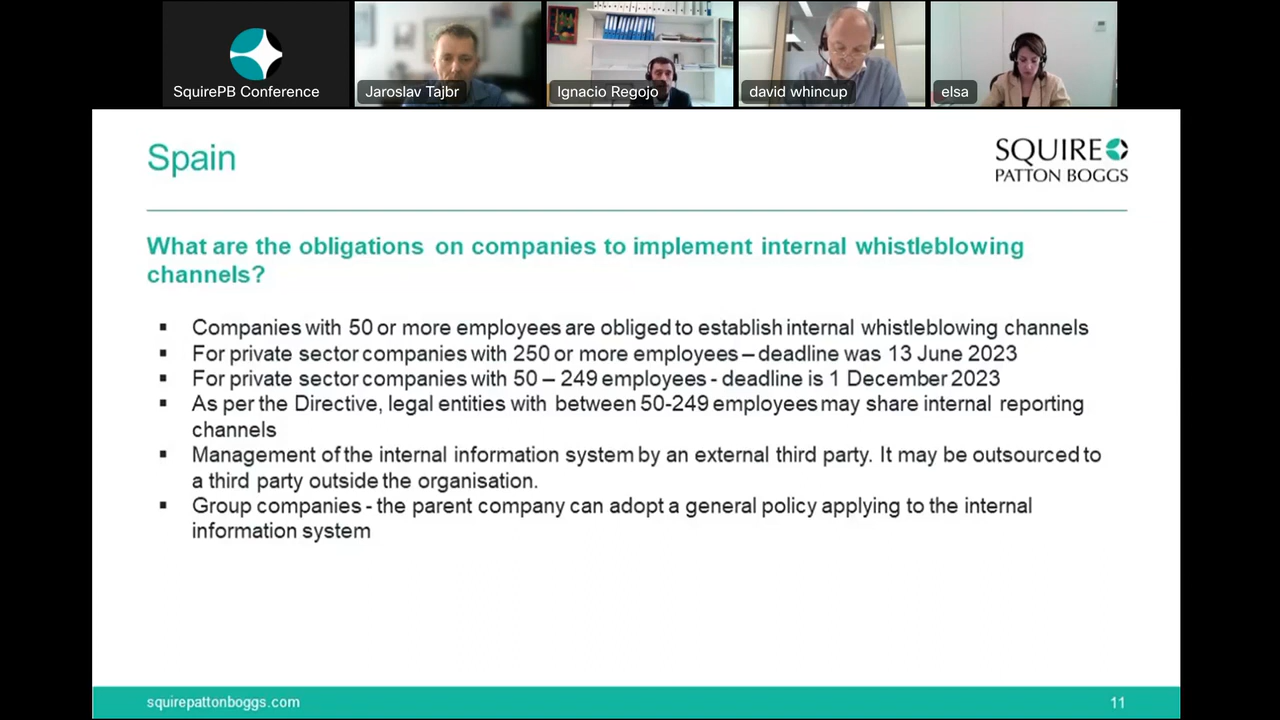 SquirePB Conference
Jaroslav Tajbr
Ignacio Regojo
david whincup
elsa
Spain
SQUIRE
PATTON BOGGS
What are the obligations on companies to implement internal whistleblowing
channels?
▪ Companies with 50 or more employees are obliged to establish internal whistleblowing channels
▪ For private sector companies with 250 or more employees – deadline was 13 June 2023
▪ For private sector companies with 50 – 249 employees - deadline is 1 December 2023
▪ As per the Directive, legal entities with between 50-249 employees may share internal reporting
channels
▪ Management of the internal information system by an external third party. It may be outsourced to
a third party outside the organisation.
▪ Group companies - the parent company can adopt a general policy applying to the internal
information system
squirepattonboggs.com
11